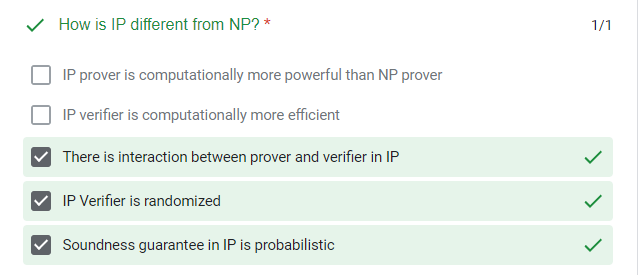 How is IP different from NP? * 1/1
IP prover is computationally more powerful than NP prover
IP verifier is computationally more efficient
There is interaction between prover and verifier in IP
IP Verifier is randomized
Soundness guarantee in IP is probabilistic